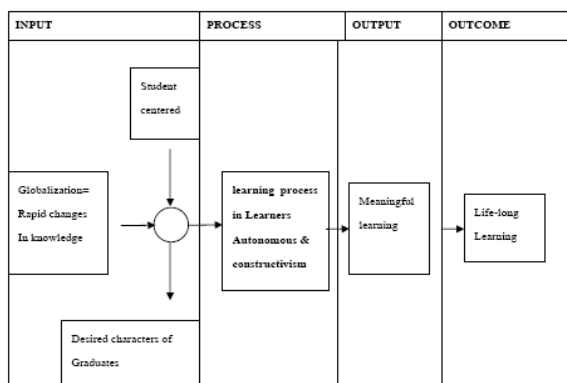 INPUT
PROCESS
OUTPUT
OUTCOME
Student
centered
Globalization=
Rapid changes
In knowledge
learning process
in Learners
Autonomous &
constructivism
Meaningful
learning
Life-long
Learning
Desired characters of
Graduates